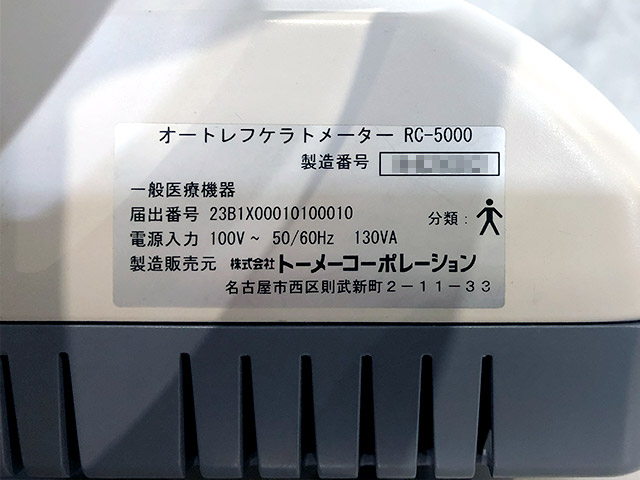 オートレフケラトメーター RC-5000
製造番号
一般医療機器
届出番号 23B1X00010100010
分類：
電源入力 100V~ 50/60Hz 130VA
製造販売元 株式会社トーメーコーポレーション
名古屋市西区則武新町2-11-33